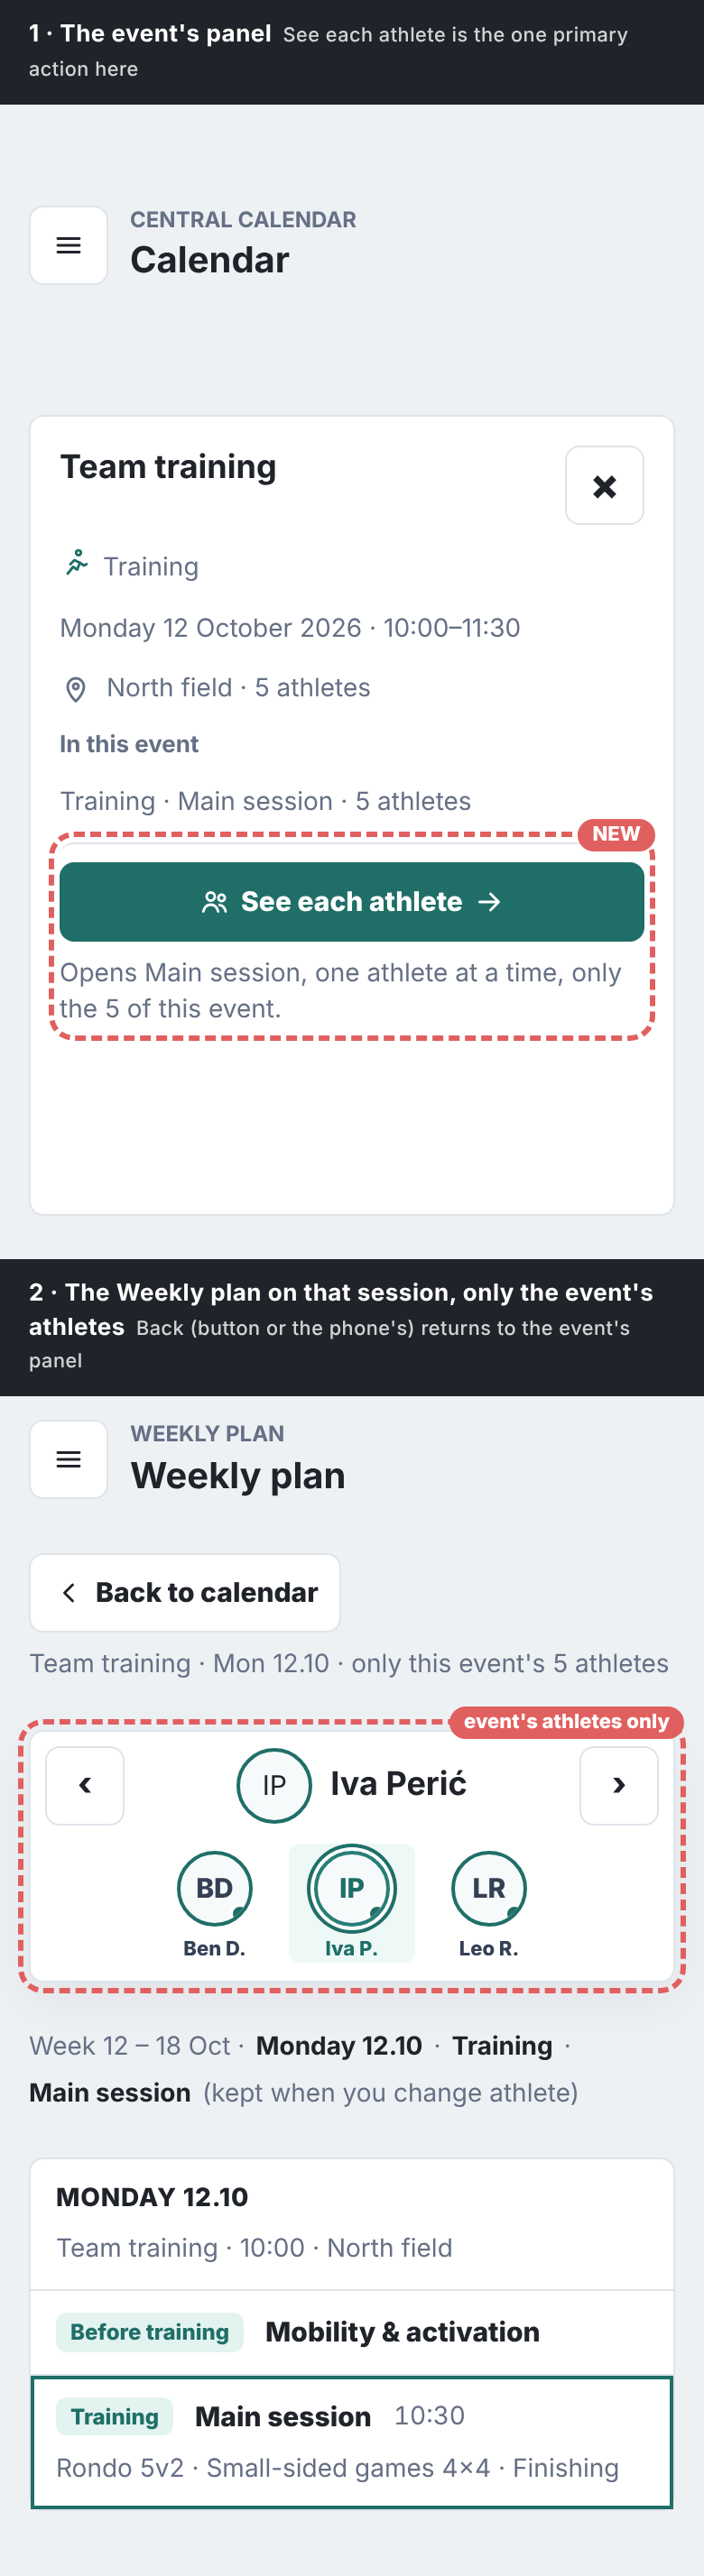 1 · The event's panel See each athlete is the one primary
action here
CENTRAL CALENDAR
Calendar
Team training
Training
Monday 12 October 2026 · 10:00–11:30
North field · 5 athletes
In this event
Training · Main session · 5 athletes
NEW
See each athlete →
Opens Main session, one athlete at a time, only
the 5 of this event.
2 · The Weekly plan on that session, only the event's
athletes Back (button or the phone's) returns to the event's
panel
WEEKLY PLAN
Weekly plan
Back to calendar
Team training · Mon 12.10 · only this event's 5 athletes
event's athletes only
‹ IP Iva Perić ›
BD IP LR
Ben D. Iva P. Leo R.
Week 12 – 18 Oct · Monday 12.10 · Training ·
Main session (kept when you change athlete)
MONDAY 12.10
Team training · 10:00 · North field
Before training Mobility & activation
Training Main session 10:30
Rondo 5v2 · Small-sided games 4×4 · Finishing